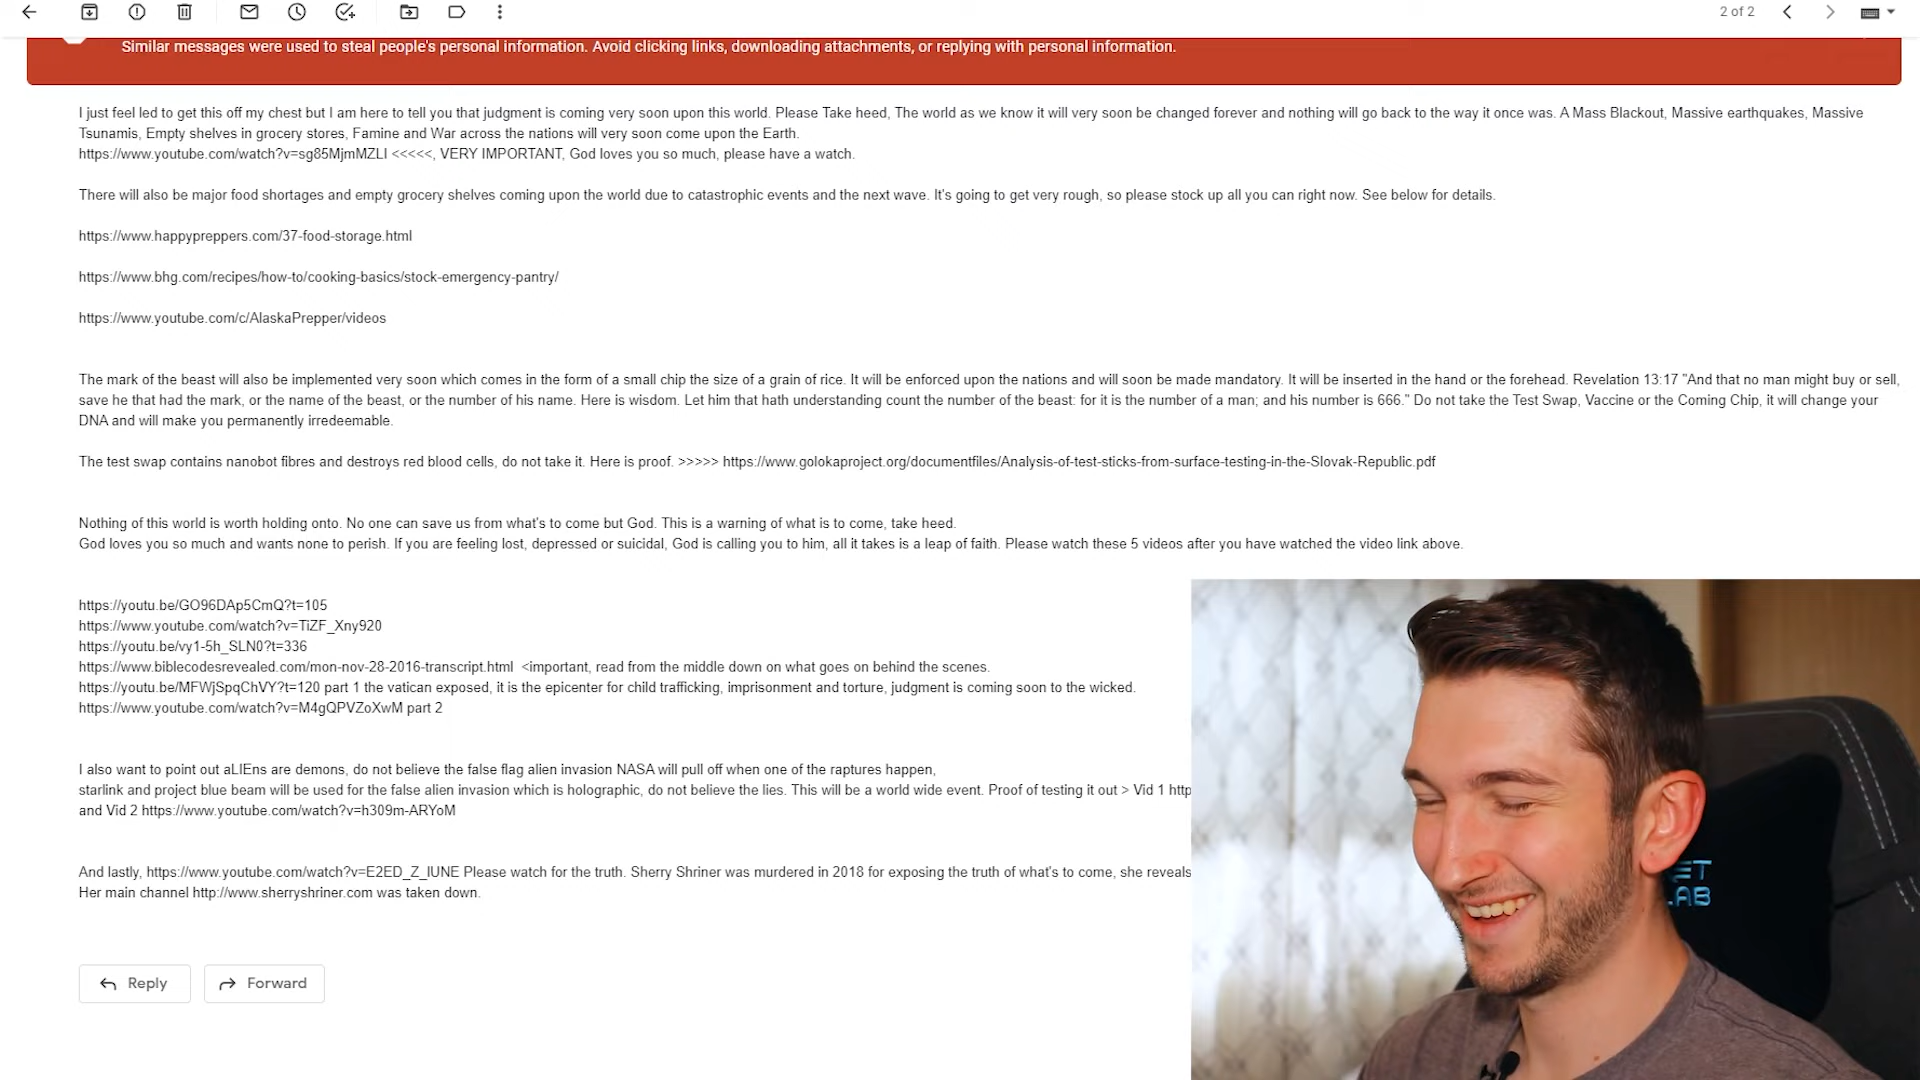 2 of 2
Similar messages were used to steal people's personal information. Avoid clicking links, downloading attachments, or replying with personal information.
I just feel led to get this off my chest but I am here to tell you that judgment is coming very soon upon this world. Please Take heed, The world as we know it will very soon be changed forever and nothing will go back to the way it once was. A Mass Blackout, Massive earthquakes, Massive
Tsunamis, Empty shelves in grocery stores, Famine and War across the nations will very soon come upon the Earth.
https://www.youtube.com/watch?v=sg85MjmMZLI <<<<<, VERY IMPORTANT, God loves you so much, please have a watch.
There will also be major food shortages and empty grocery shelves coming upon the world due to catastrophic events and the next wave. It's going to get very rough, so please stock up all you can right now. See below for details.
https://www.happypreppers.com/37-food-storage.html
https://www.bhg.com/recipes/how-to/cooking-basics/stock-emergency-pantry/
https://www.youtube.com/c/AlaskaPrepper/videos
The mark of the beast will also be implemented very soon which comes in the form of a small chip the size of a grain of rice. It will be enforced upon the nations and will soon be made mandatory. It will be inserted in the hand or the forehead. Revelation 13:17 "And that no man might buy or sell,
save he that had the mark, or the name of the beast, or the number of his name. Here is wisdom. Let him that hath understanding count the number of the beast: for it is the number of a man; and his number is 666." Do not take the Test Swap, Vaccine or the Coming Chip, it will change your
DNA and will make you permanently irredeemable.
The test swap contains nanobot fibres and destroys red blood cells, do not take it. Here is proof. >>>>> https://www.golokaproject.org/documentfiles/Analysis-of-test-sticks-from-surface-testing-in-the-Slovak-Republic.pdf
Nothing of this world is worth holding onto. No one can save us from what's to come but God. This is a warning of what is to come, take heed.
God loves you so much and wants none to perish. If you are feeling lost, depressed or suicidal, God is calling you to him, all it takes is a leap of faith. Please watch these 5 videos after you have watched the video link above.
https://youtu.be/GO96DAp5CmQ?t=105
https://www.youtube.com/watch?v=TiZF_Xny920
https://youtu.be/vy1-5h_SLN0?t=336
https://www.biblecodesrevealed.com/mon-nov-28-2016-transcript.html <important, read from the middle down on what goes on behind the scenes.
https://youtu.be/MFWjSpqChVY?t=120 part 1 the vatican exposed, it is the epicenter for child trafficking, imprisonment and torture, judgment is coming soon to the wicked.
https://www.youtube.com/watch?v=M4gQPVZoXwM part 2
I also want to point out aLIEns are demons, do not believe the false flag alien invasion NASA will pull off when one of the raptures happen,
starlink and project blue beam will be used for the false alien invasion which is holographic, do not believe the lies. This will be a world wide event. Proof of testing it out > Vid 1 http
and Vid 2 https://www.youtube.com/watch?v=h309m-ARYoM
And lastly, https://www.youtube.com/watch?v=E2ED_Z_IUNE Please watch for the truth. Sherry Shriner was murdered in 2018 for exposing the truth of what's to come, she reveals
Her main channel http://www.sherryshriner.com was taken down.
Reply
Forward